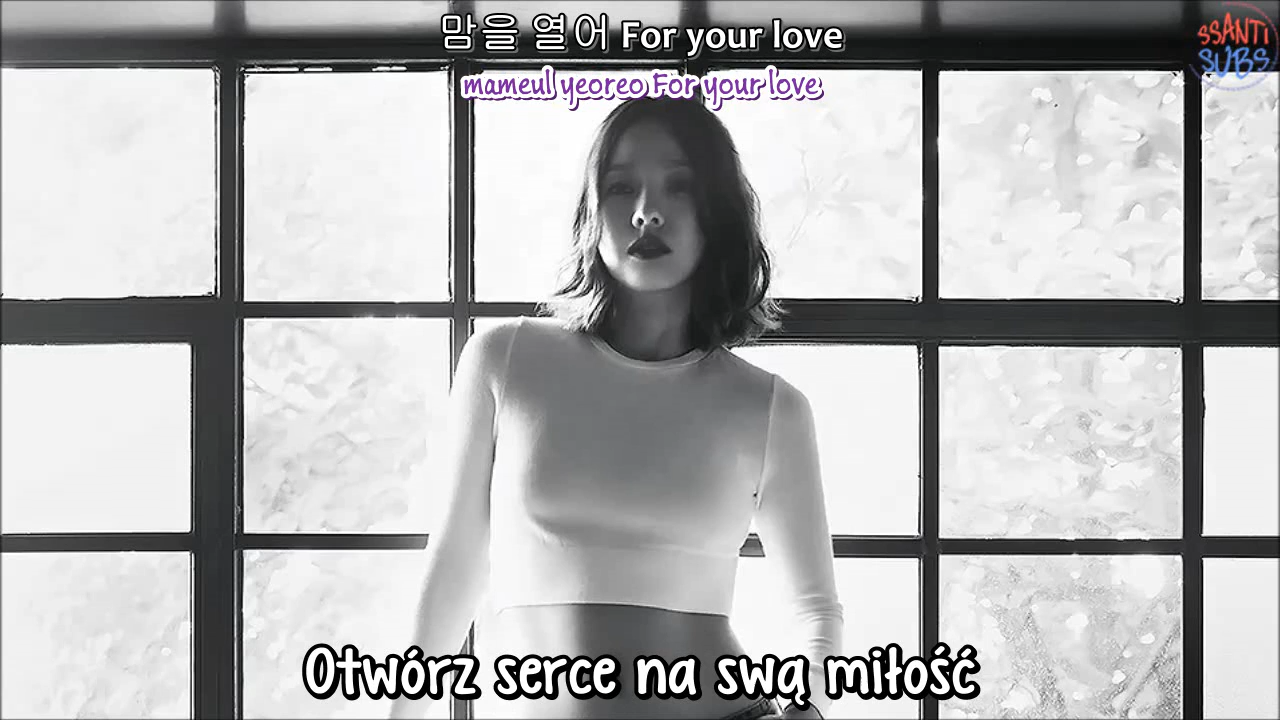 맘을 열어 For your love
SSANTI
SUBS
mameul yeoreo For your love
Otwórz serce na swą miłość